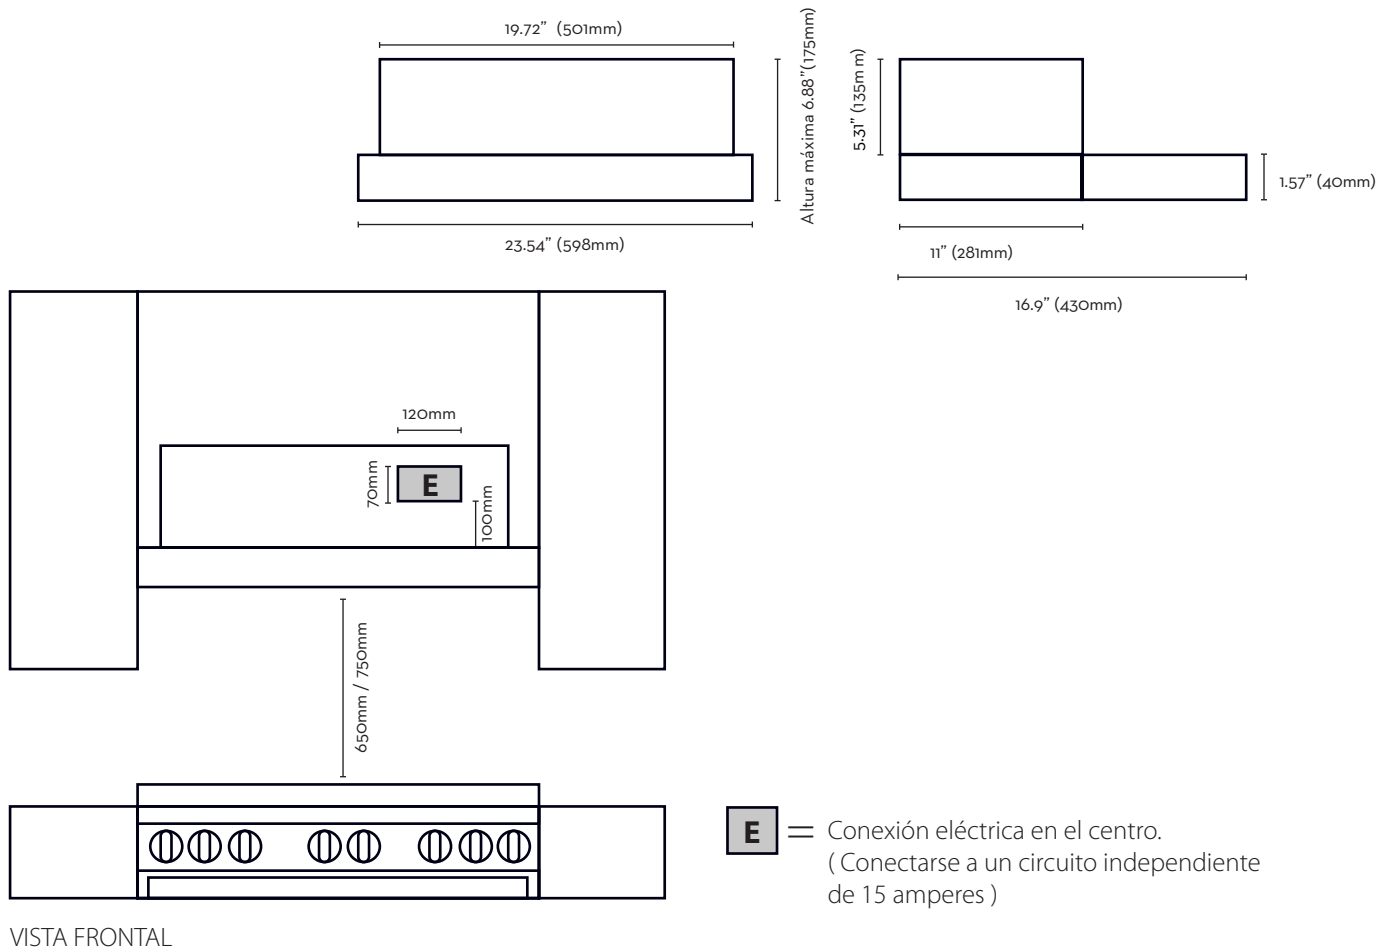 19.72” (501mm)
Altura máxima 6.88”(175mm)
23.54” (598mm)
5.31” (135m m)
1.57” (40mm)
11” (281mm)
16.9” (430mm)
120mm
70mm
E
100mm
650mm / 750mm
E = Conexión eléctrica en el centro.
( Conectarse a un circuito independiente
de 15 amperes )
VISTA FRONTAL